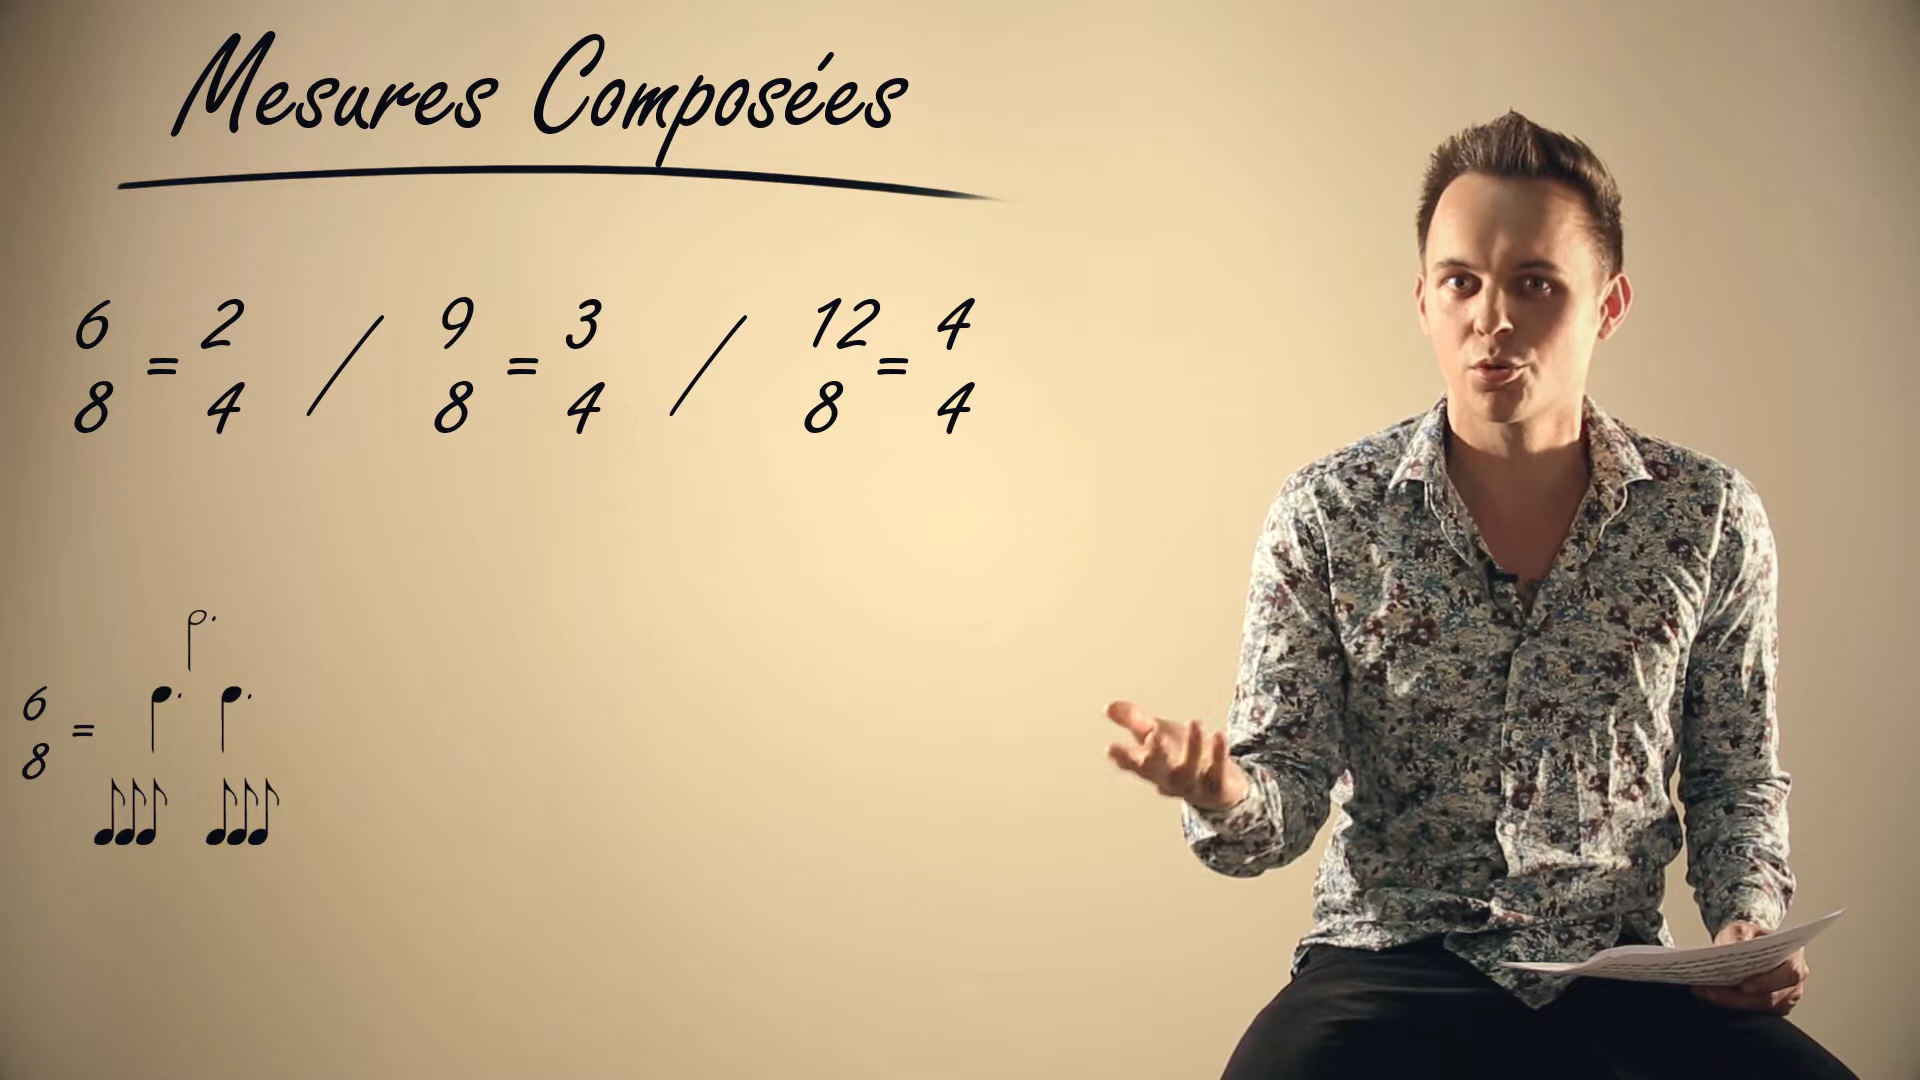 Mesures Composées
6 2 / 9 3 / 12 4
= = =
8 4 8 4 8 4
6
=
8